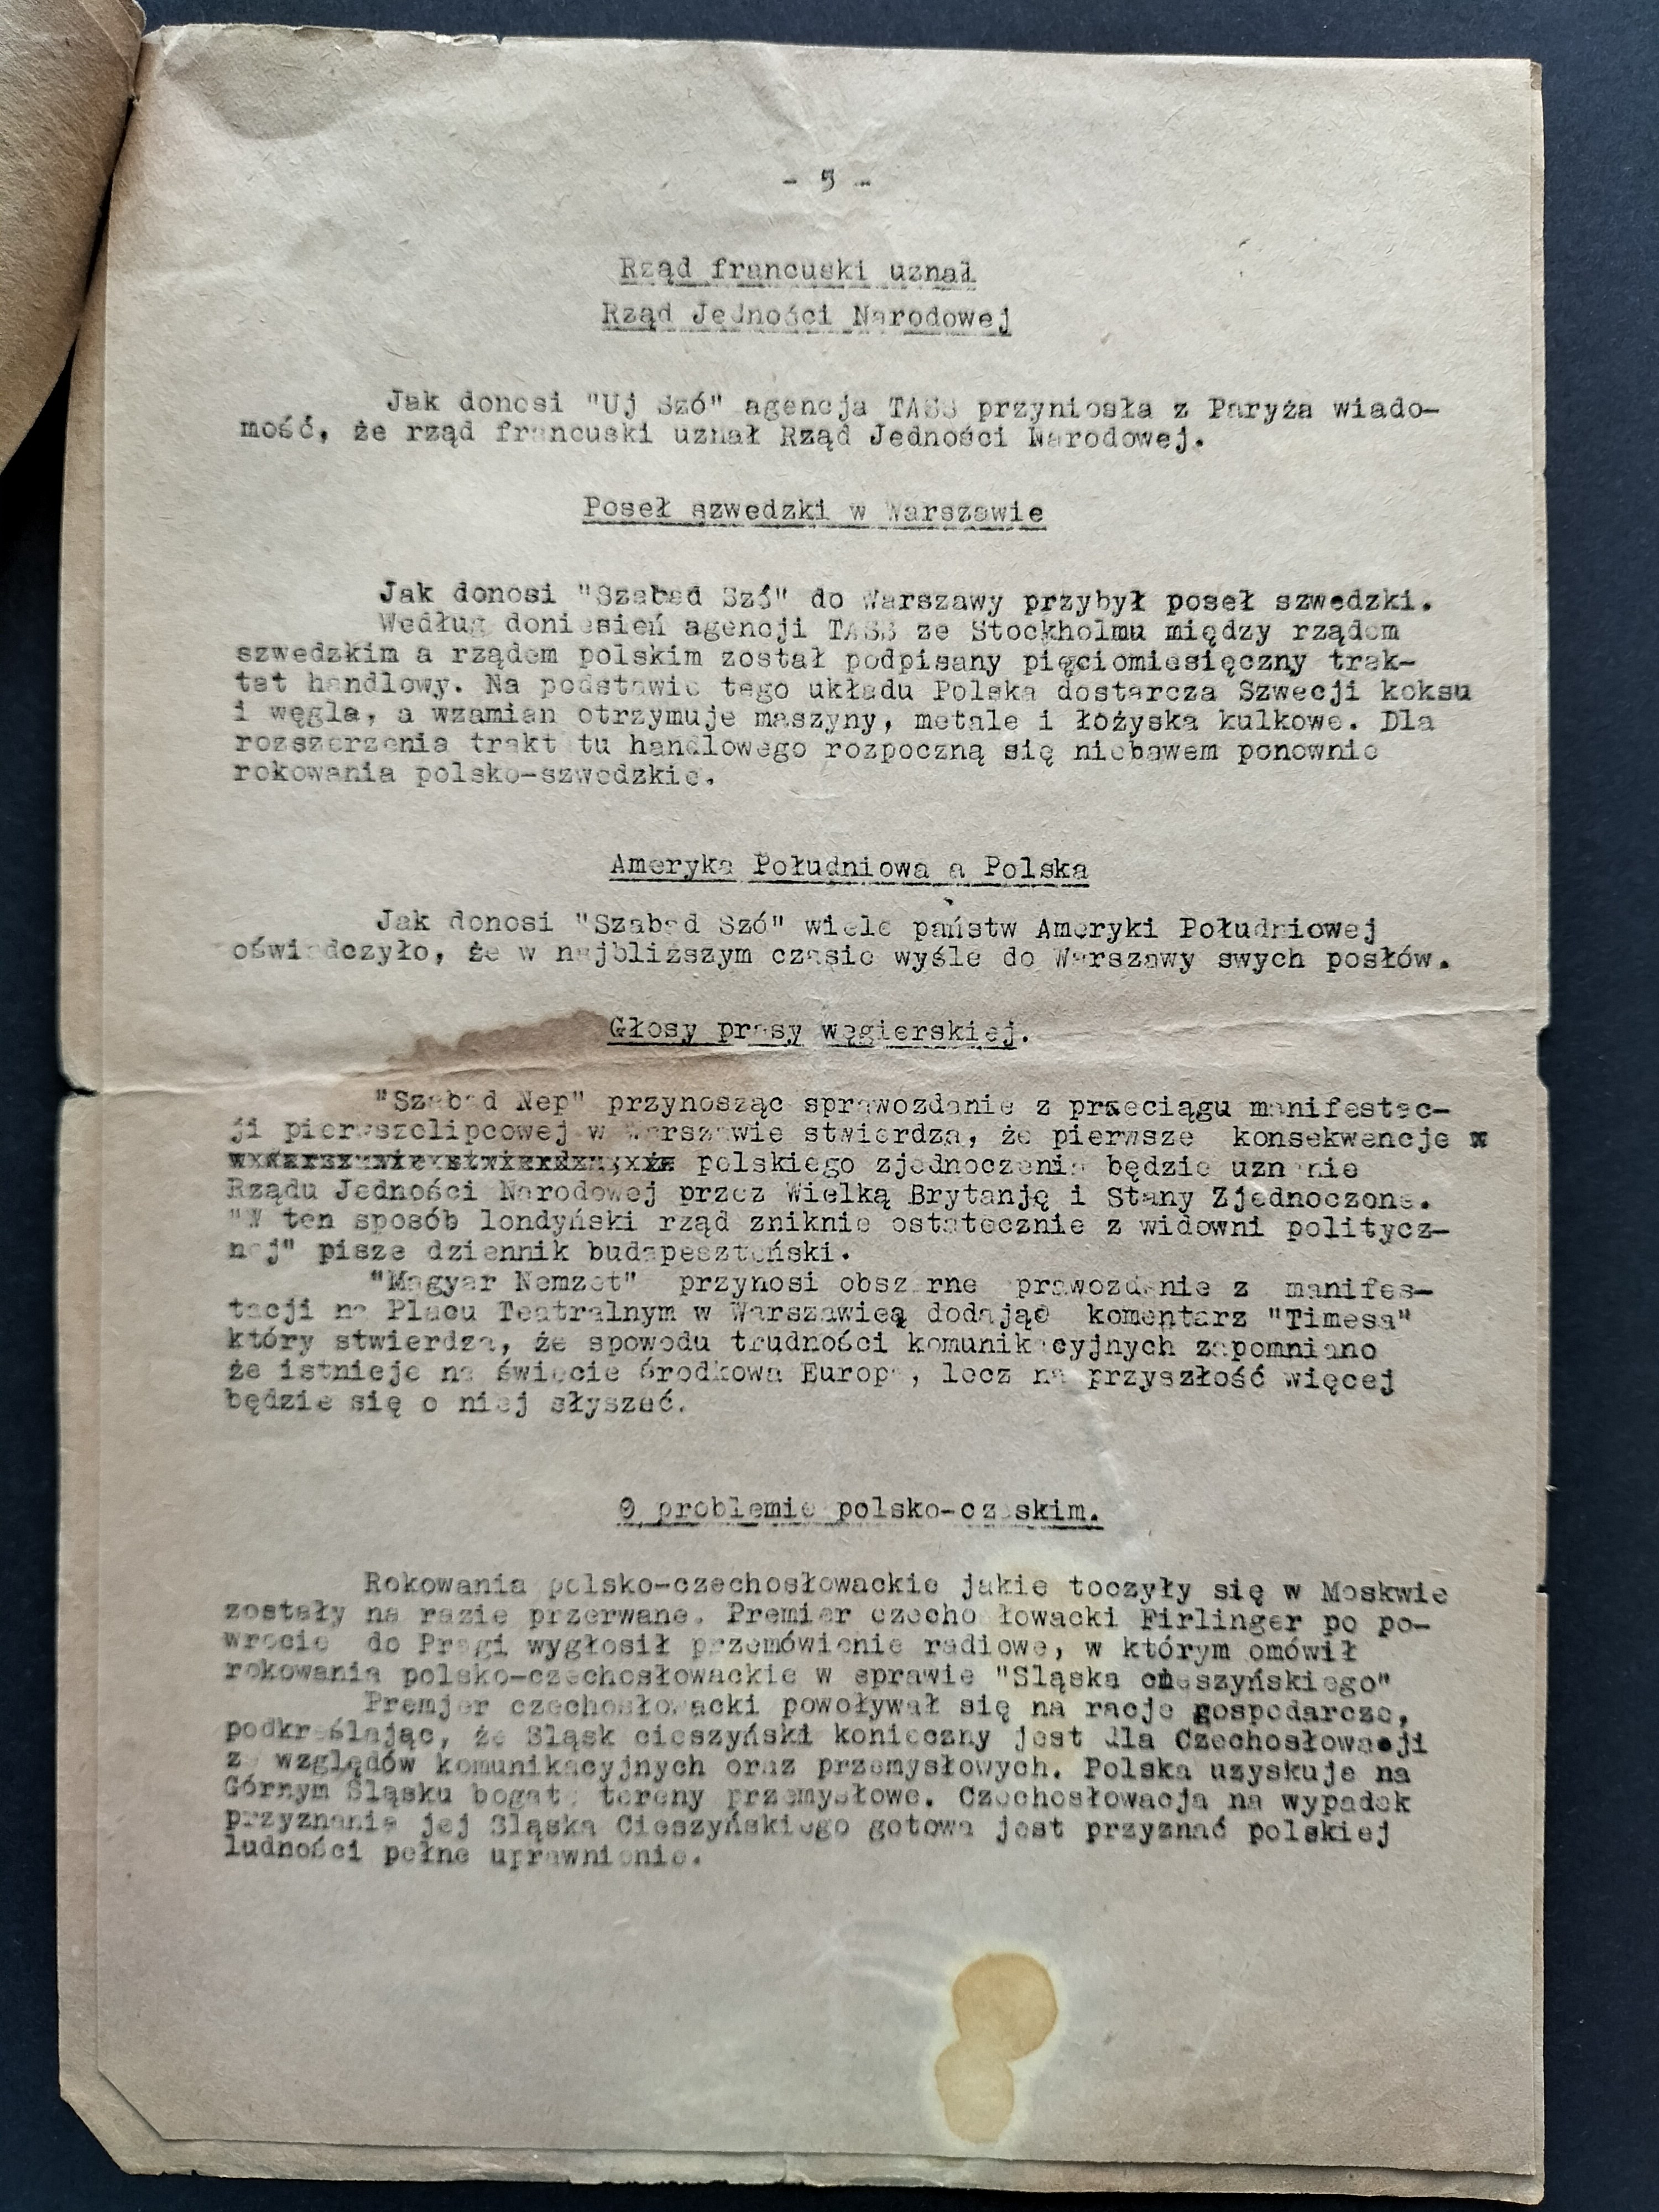 - 5 -
Rząd francuski uznał
Rząd Jedności Narodowej
Jak donosi "Uj Szó" agencja TASS przyniosła z Paryża wiado-
mość, że rząd francuski uznał Rząd Jedności Narodowej.
Poseł szwedzki w Warszawie
Jak donosi "Szabad Szó" do Warszawy przybył poseł szwedzki.
Według doniesień agencji TASS ze Stockholmu między rządem
szwedzkim a rządem polskim został podpisany pięciomiesięczny trak-
tat handlowy. Na podstawie tego układu Polska dostarcza Szwecji koksu
i węgla, a wzamian otrzymuje maszyny, metale i łożyska kulkowe. Dla
rozszerzenia traktatu handlowego rozpoczną się niebawem ponownie
rokowania polsko-szwedzkie.
Ameryka Południowa a Polska
Jak donosi "Szabad Szó" wiele państw Ameryki Południowej
oświadczyło, że w najbliższym czasie wyśle do Warszawy swych posłów.
Głosy prasy węgierskiej.
"Szabad Nep" przynosząc sprawozdanie z przeciągu manifestac-
ji pierwszolipcowej w Warszawie stwierdza, że pierwsze konsekwencje
polskiego zjednoczenia będzie uznanie
Rządu Jedności Narodowej przez Wielką Brytanję i Stany Zjednoczone.
"W ten sposób londyński rząd zniknie ostatecznie z widowni politycz-
nej" pisze dziennik budapesztański.
"Magyar Nemzet" przynosi obszerne prawozdanie z manifes-
tacji na Placu Teatralnym w Warszawieą dodając komentarz "Timesa"
który stwierdza, że spowodu trudności komunikacyjnych zapomniano
że istnieje na świecie środkowa Europa, lecz na przyszłość więcej
będzie się o niej słyszeć.
O problemie polsko-czeskim.
Rokowania polsko-czechosłowackie jakie toczyły się w Moskwie
zostały na razie przerwane. Premier czechosłowacki Firlinger po po-
wrocie do Pragi wygłosił przemówienie radiowe, w którym omówił
rokowania polsko-czechosłowackie w sprawie "Sląska cieszyńskiego"
Premjer czechosłowacki powoływał się na racje gospodarcze,
podkreślając, że Sląsk cieszyński konieczny jest dla Czechosłowacji
ze względów komunikacyjnych oraz przemysłowych. Polska uzyskuje na
Górnym Śląsku bogate tereny przemysłowe. Czechosłowacja na wypadek
przyznania jej Sląska Cieszyńskiego gotowa jest przyznać polskiej
ludności pełne uprawnienie.